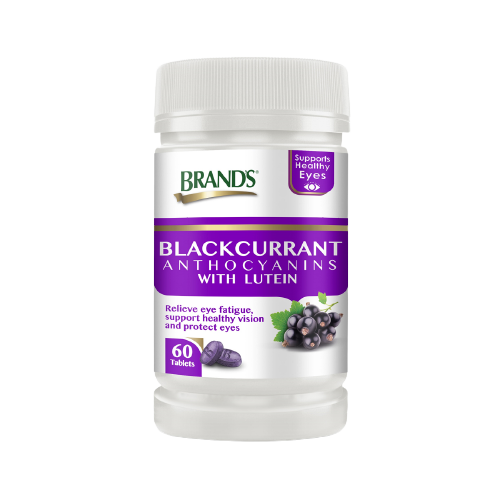 BRAND'S®
Supports
Healthy
Eyes
BLACKCURRANT
ANTHOCYANINS
WITH LUTEIN
Relieve eye fatigue,
support healthy vision
and protect eyes
60
Tablets